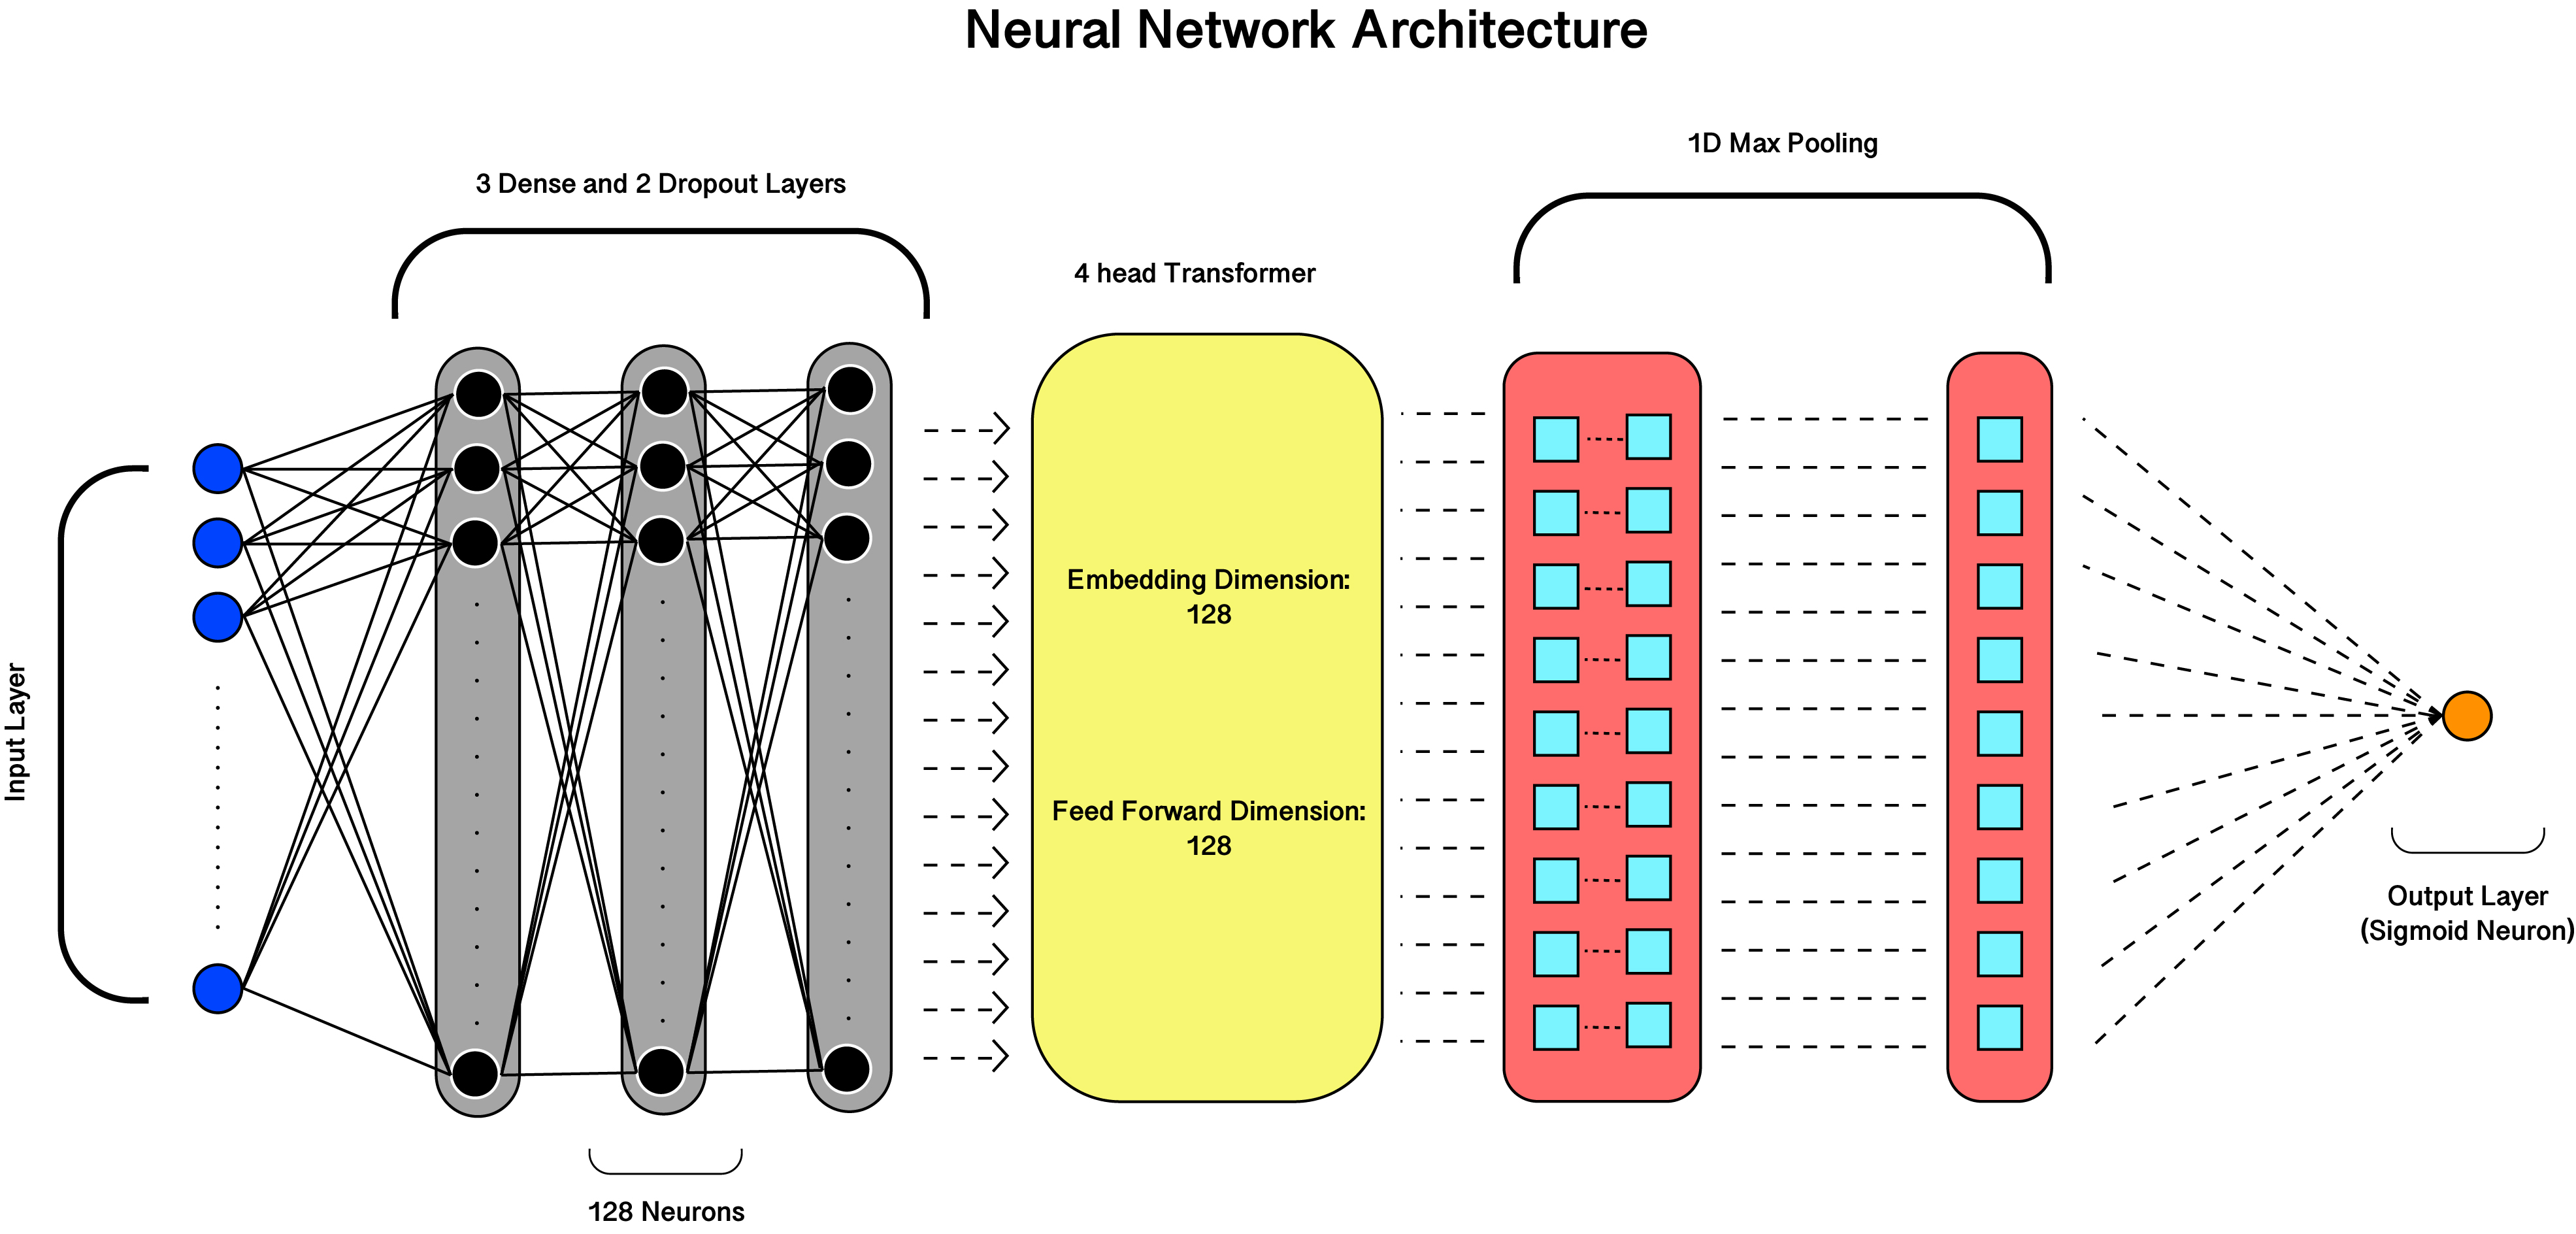 Neural Network Architecture
1D Max Pooling
3 Dense and 2 Dropout Layers
4 head Transformer
Input Layer
Embedding Dimension:
128
Feed Forward Dimension:
128
Output Layer
(Sigmoid Neuron)
128 Neurons